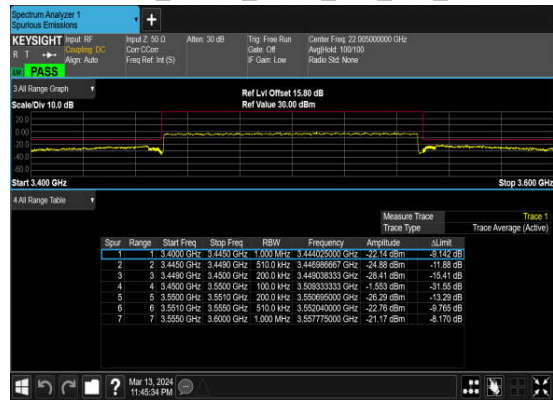 Spectrum Analyzer 1
Spurious Emissions
+
KEYSIGHT Input: RF Input Z: 50 Ω Atten: 30 dB Trig: Free Run Center Freq: 22.005000000 GHz
R T Coupling: DC Corr CCorr Gate: Off Avg|Hold: 100/100
Align: Auto Freq Ref: Int (S) IF Gain: Low Radio Std: None
PASS
3 All Range Graph
Ref Lvl Offset 15.80 dB
Scale/Div 10.0 dB Ref Value 30.00 dBm
20.0
0.00
-20.0
-40.0
-60.0
Start 3.400 GHz Stop 3.600 GHz
4 All Range Table
Measure Trace Trace 1
Trace Type Trace Average (Active)
Spur Range Start Freq Stop Freq RBW Frequency Amplitude ΔLimit
1 1 3.4000 GHz 3.4450 GHz 1.000 MHz 3.444025000 GHz -22.14 dBm -9.142 dB
2 2 3.4450 GHz 3.4490 GHz 510.0 kHz 3.446986667 GHz -24.88 dBm -11.88 dB
3 3 3.4490 GHz 3.4500 GHz 200.0 kHz 3.449038333 GHz -28.41 dBm -15.41 dB
4 4 3.4500 GHz 3.5500 GHz 100.0 kHz 3.509333333 GHz -1.553 dBm -31.55 dB
5 5 3.5500 GHz 3.5510 GHz 200.0 kHz 3.550695000 GHz -26.29 dBm -13.29 dB
6 6 3.5510 GHz 3.5550 GHz 510.0 kHz 3.552040000 GHz -22.76 dBm -9.765 dB
7 7 3.5550 GHz 3.6000 GHz 1.000 MHz 3.557775000 GHz -21.17 dBm -8.170 dB
? Mar 13, 2024
11:45:34 PM